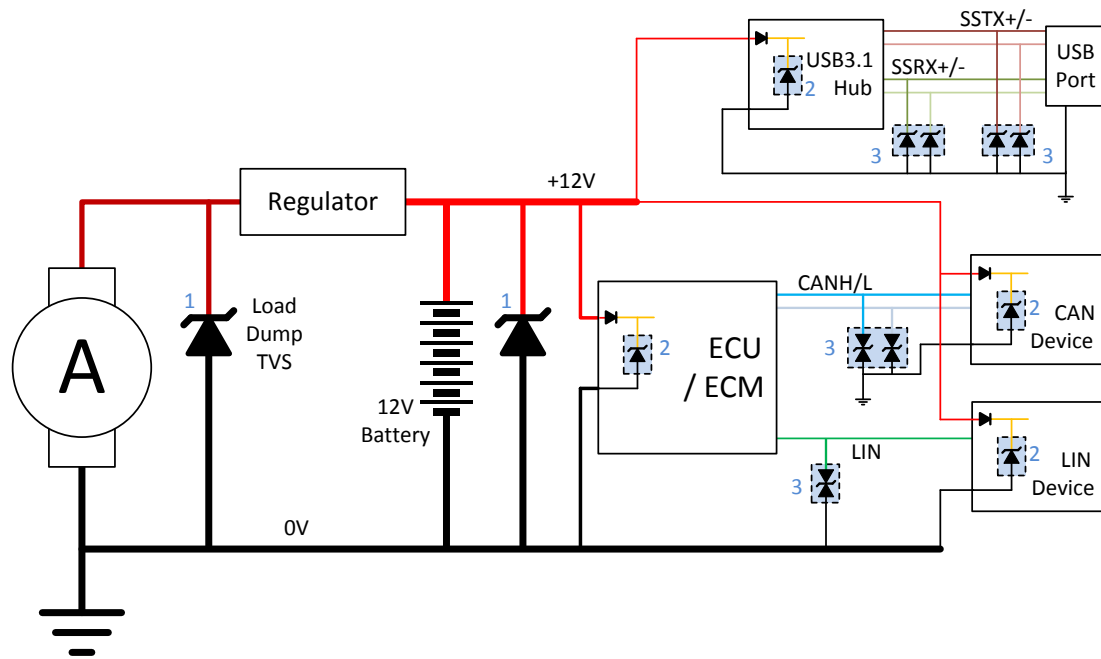 SSTX+/-
USB3.1
Hub
2
SSRX+/-
USB
Port
3
3
+12V
Regulator
A
1
Load
Dump
TVS
12V
Battery
1
ECU
/ ECM
2
CANH/L
3
2
CAN
Device
LIN
3
2
LIN
Device
0V